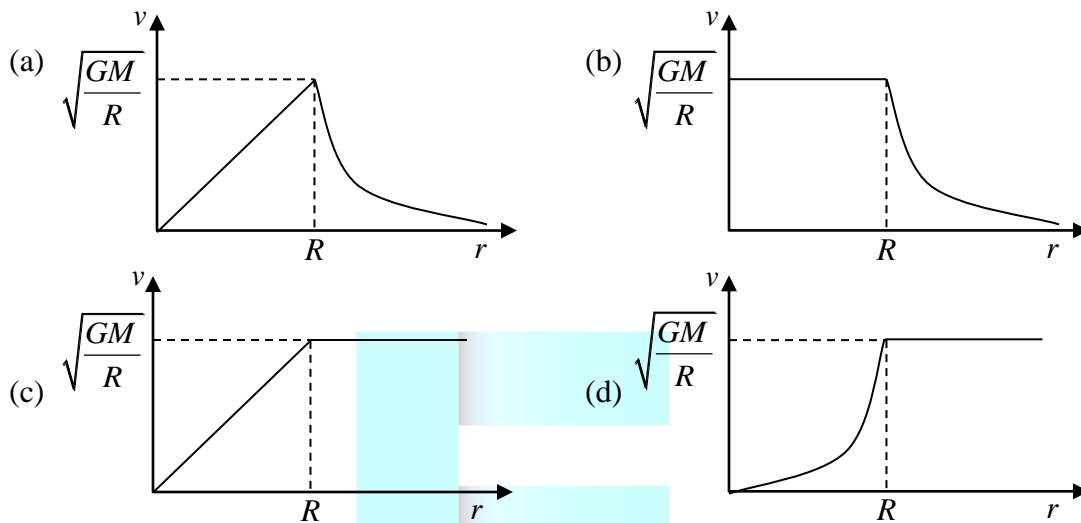 (a) v √(GM/R) R r
(b) v √(GM/R) R r
(c) v √(GM/R) R r
(d) v √(GM/R) R r